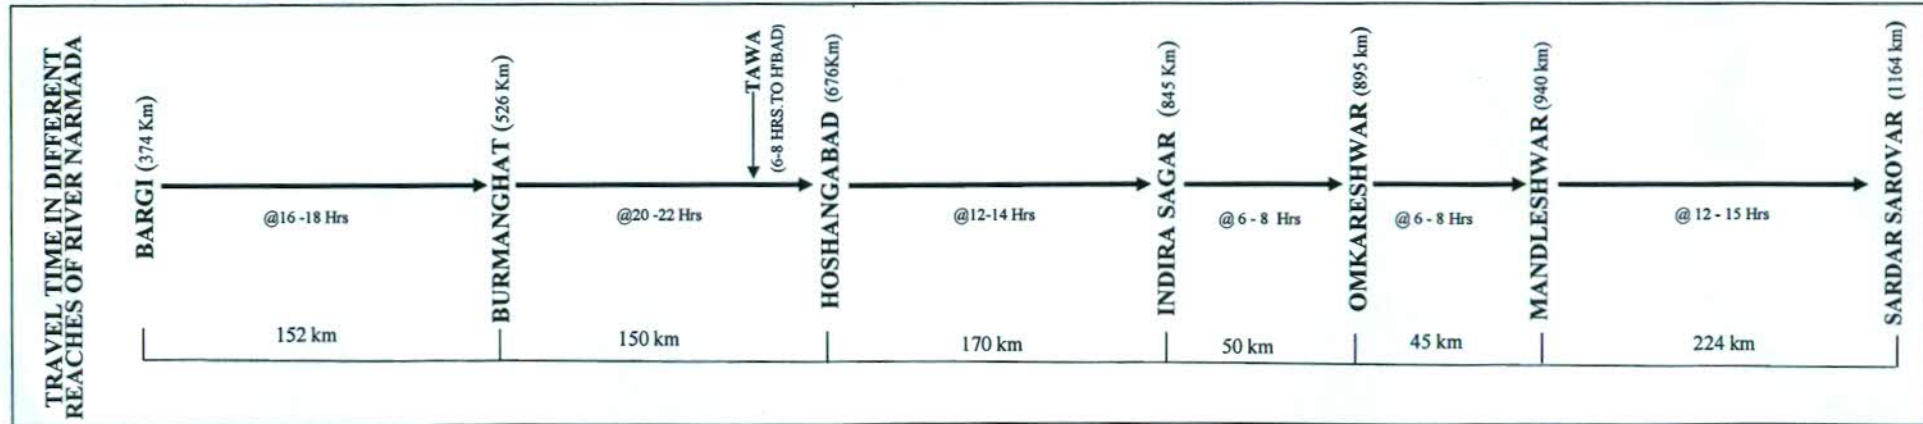 TRAVEL TIME IN DIFFERENT
REACHES OF RIVER NARMADA
BARGI (374 Km)
@16 -18 Hrs
BURMANGHAT (526 Km)
@20 -22 Hrs
TAWA
(6-8 HRS.TO H'BAD)
HOSHANGABAD (676Km)
@12-14 Hrs
INDIRA SAGAR (845 Km)
@ 6 - 8 Hrs
OMKARESHWAR (895 km)
@ 6 - 8 Hrs
MANDLESHWAR (940 km)
@ 12 - 15 Hrs
SARDAR SAROVAR (1164 km)
152 km
150 km
170 km
50 km
45 km
224 km